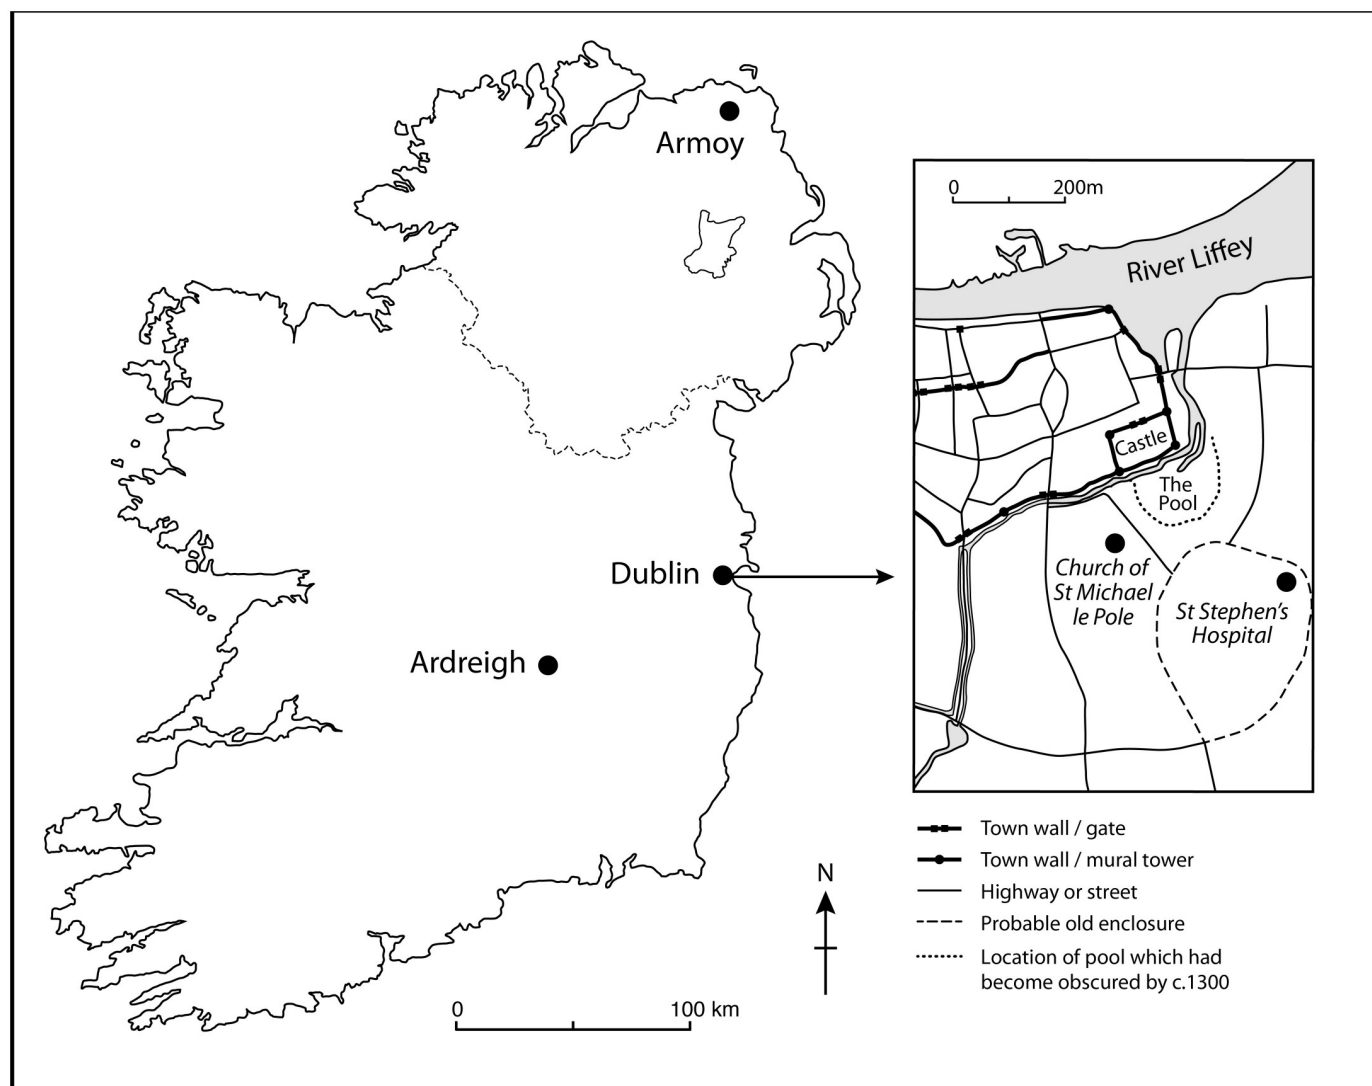 Armoy
Dublin
Ardreigh
N
0 100 km
0 200m
River Liffey
Castle
The
Pool
Church of
St Michael
le Pole
St Stephen's
Hospital
Town wall / gate
Town wall / mural tower
Highway or street
Probable old enclosure
Location of pool which had
become obscured by c.1300